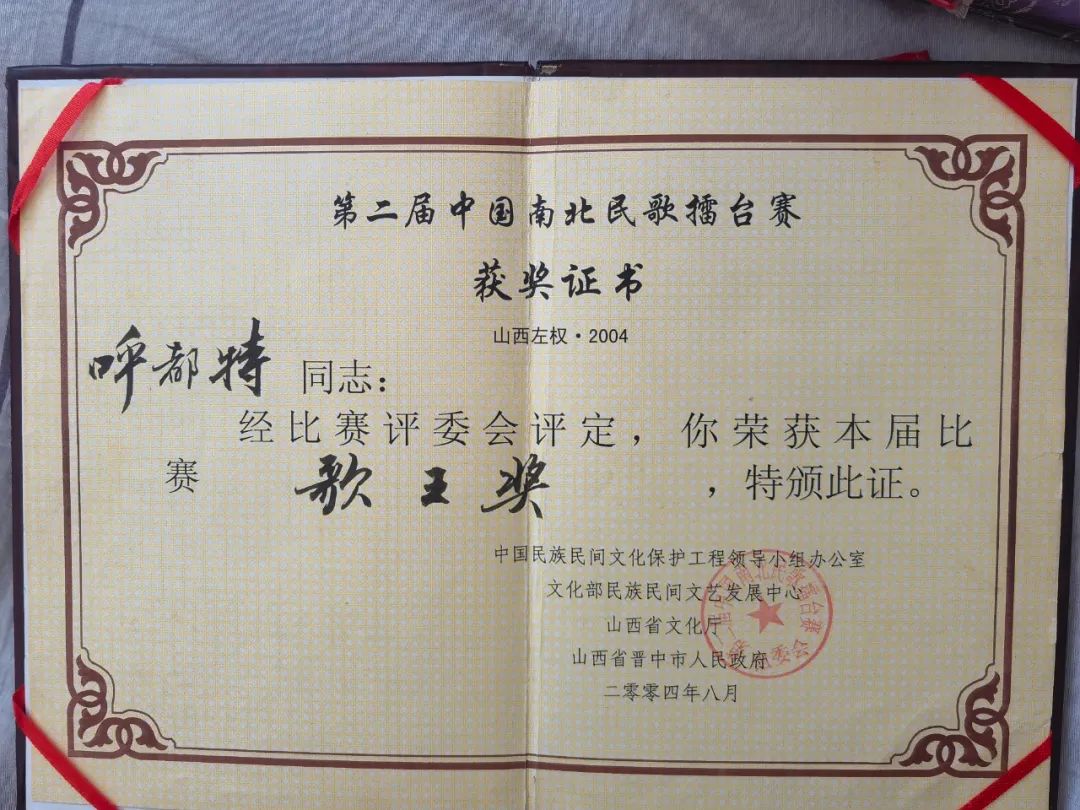 第二届中国南北民歌擂台赛
获奖证书
山西左权·2004
呼都特 同志：
经比赛评委会评定，你荣获本届比
赛 歌王奖 ，特颁此证。
中国民族民间文化保护工程领导小组办公室
文化部民族民间文艺发展中心
山西省文化厅
山西省晋中市人民政府
二零零四年八月